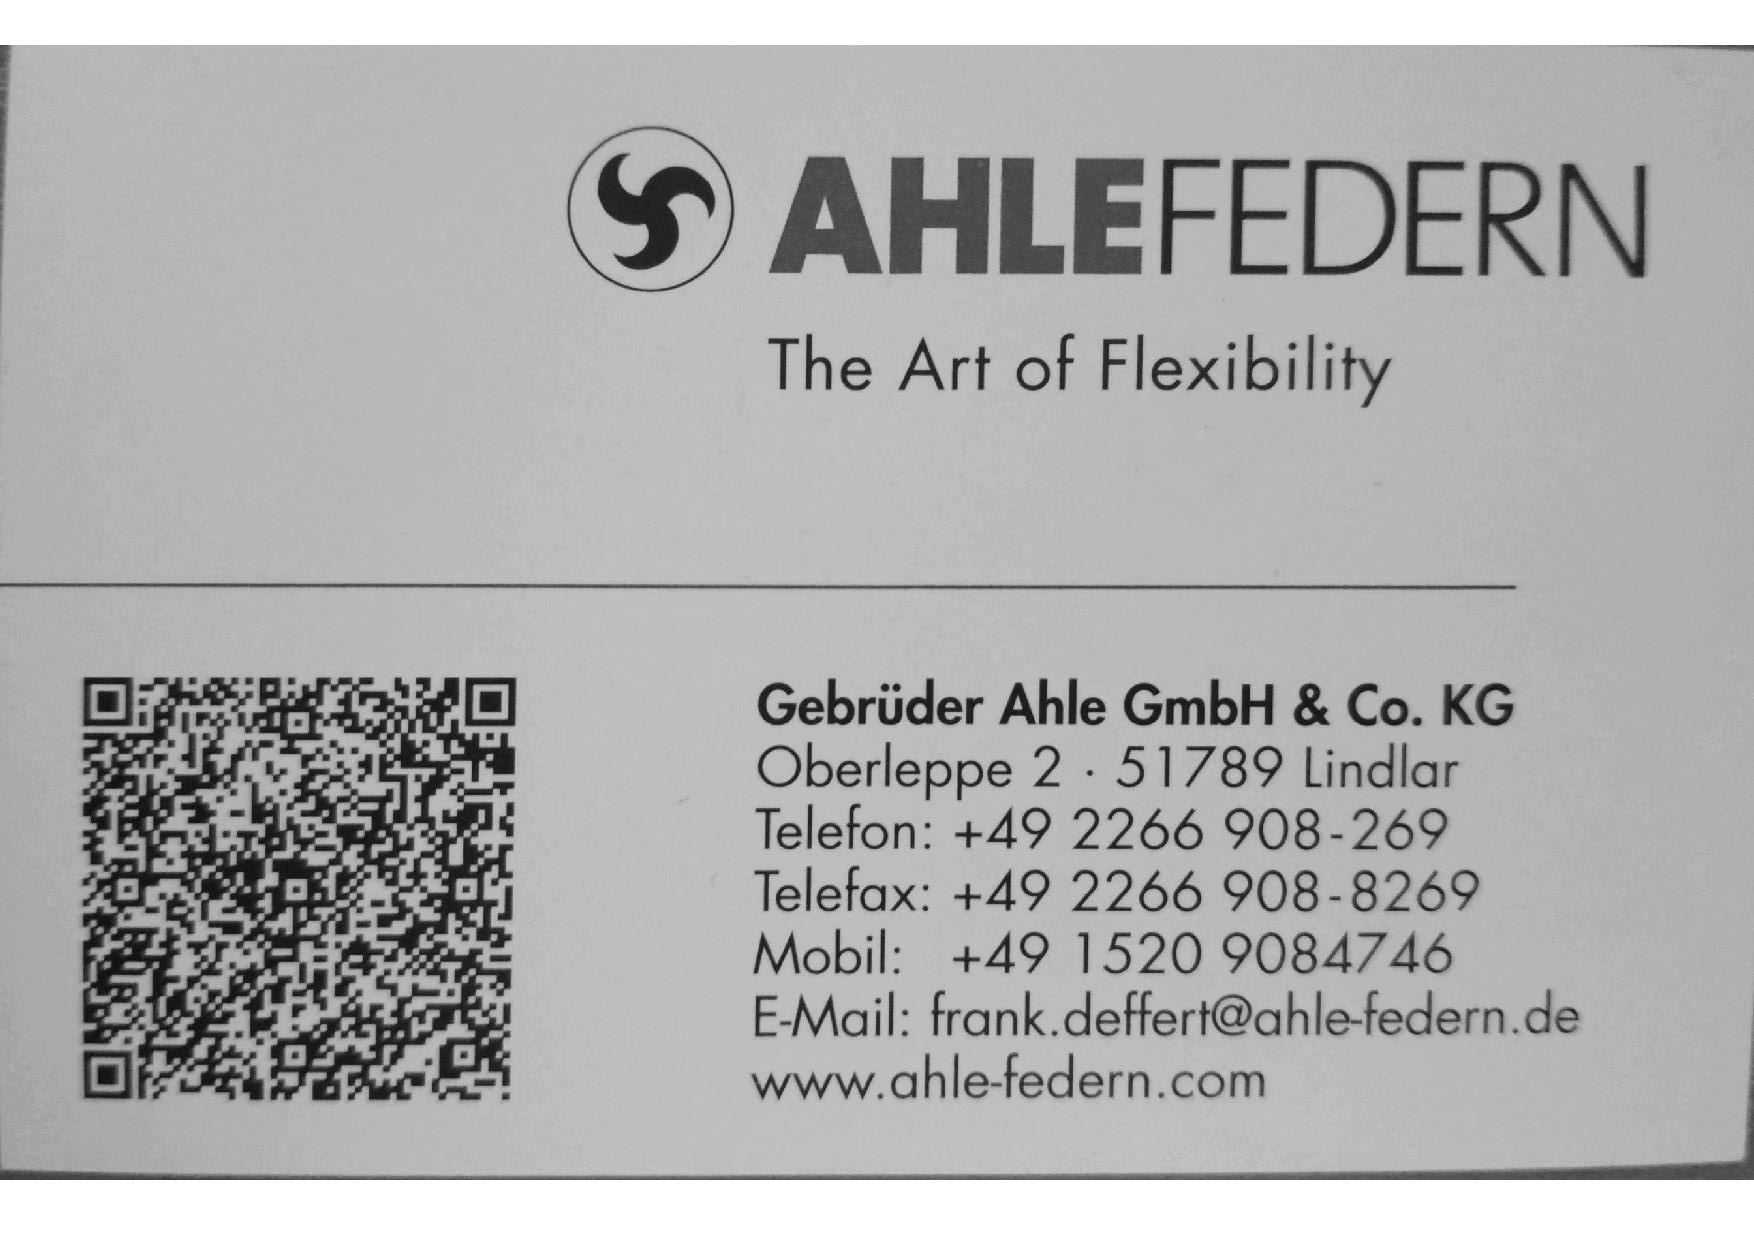 AHLEFEDERN
The Art of Flexibility
Gebrüder Ahle GmbH & Co. KG
Oberleppe 2 · 51789 Lindlar
Telefon: +49 2266 908-269
Telefax: +49 2266 908-8269
Mobil: +49 1520 9084746
E-Mail: frank.deffert@ahle-federn.de
www.ahle-federn.com